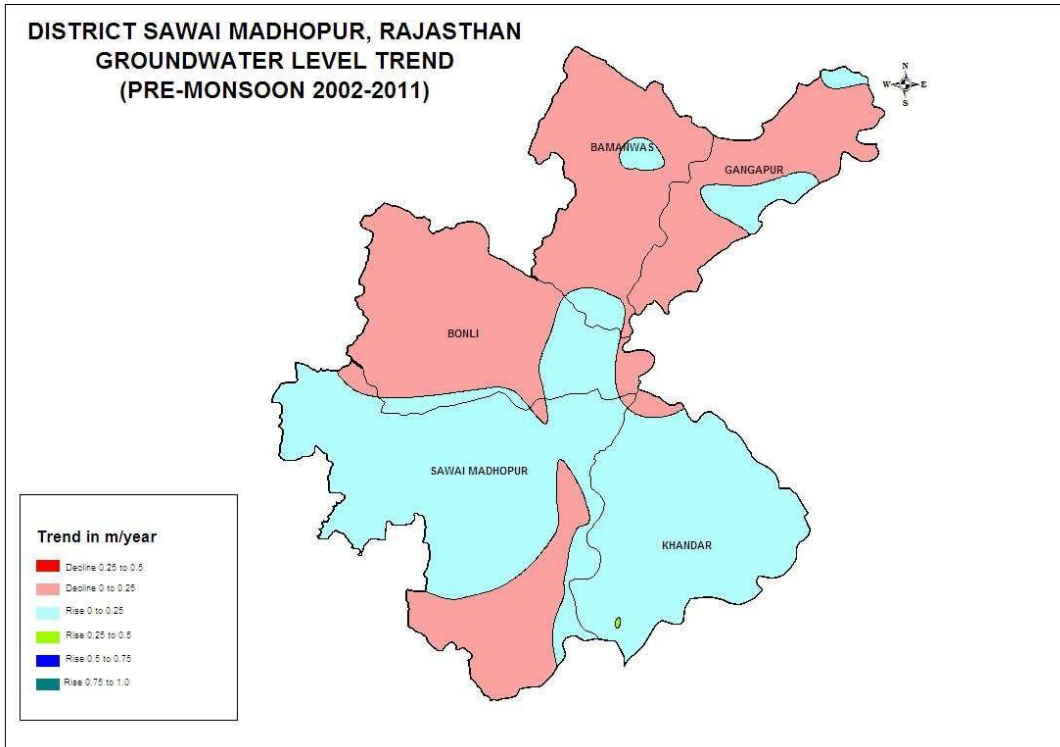 DISTRICT SAWAI MADHOPUR, RAJASTHAN
GROUNDWATER LEVEL TREND
(PRE-MONSOON 2002-2011)
N
W E
S
BAMANWAS
GANGAPUR
BONLI
SAWAI MADHOPUR
KHANDAR
Trend in m/year
Decline 0.25 to 0.5
Decline 0 to 0.25
Rise 0 to 0.25
Rise 0.25 to 0.5
Rise 0.5 to 0.75
Rise 0.75 to 1.0